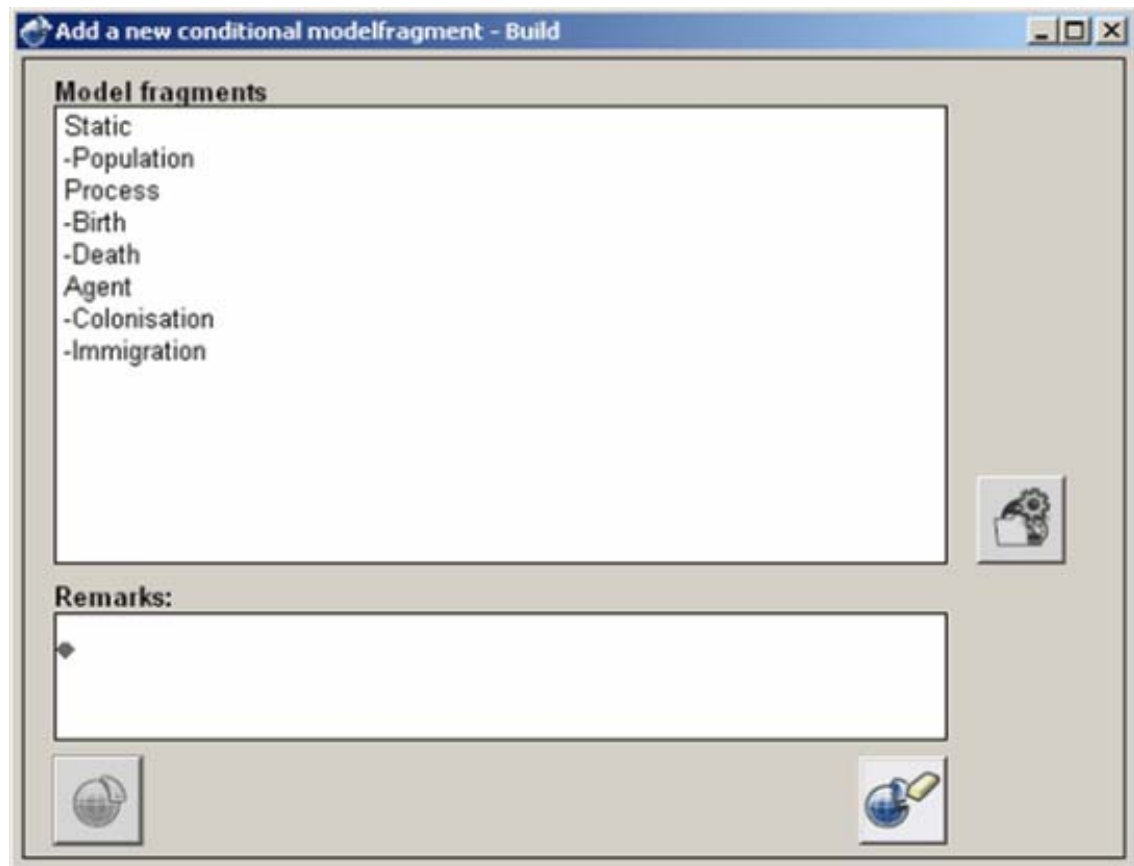 Add a new conditional modelfragment - Build
Model fragments
Static
-Population
Process
-Birth
-Death
Agent
-Colonisation
-Immigration
Remarks: